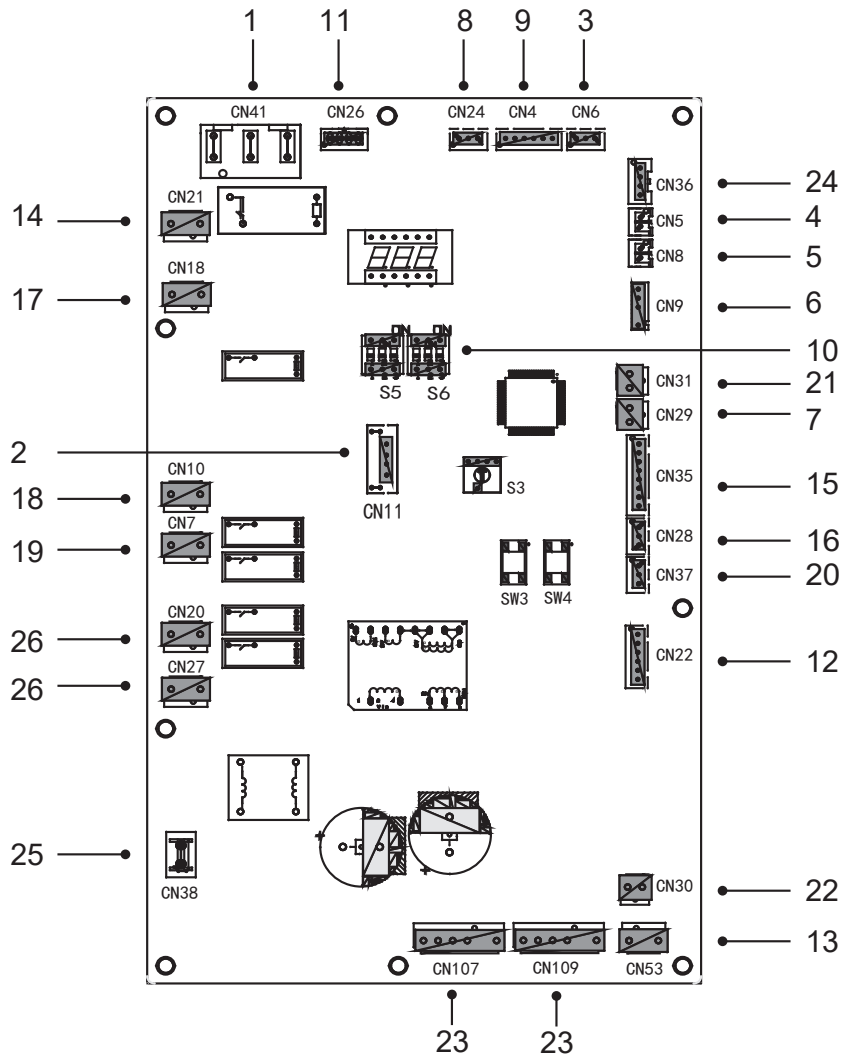 1 11 8 9 3
CN41 CN26 CN24 CN4 CN6
CN36 24
CN21 CN5 4
14
CN8 5
CN18
17 CN9 6
ON ON 10
CN31 21
S5 S6
CN29 7
2
CN10 CN35
18 S3 15
CN11
CN7
19 CN28 16
CN37 20
SW3 SW4
CN20
26
CN22 12
CN27
26
25
CN38 CN30 22
13
CN107 CN109 CN53
23 23